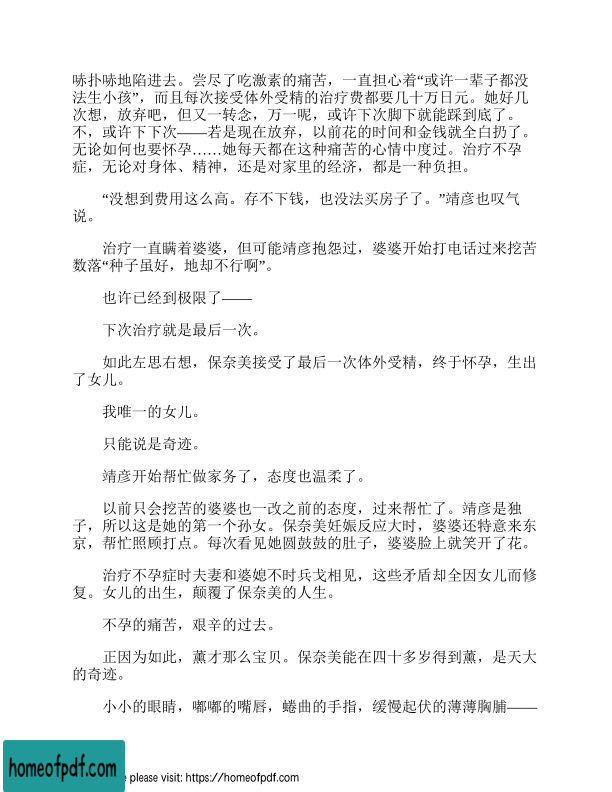 哧扑哧地陷进去。尝尽了吃激素的痛苦，一直担心着“或许一辈子都没
法生小孩”，而且每次接受体外受精的治疗费都要几十万日元。她好几
次想，放弃吧，但又一转念，万一呢，或许下次脚下就能踩到底了。
不，或许下下次——若是现在放弃，以前花的时间和金钱就全白扔了。
无论如何也要怀孕……她每天都在这种痛苦的心情中度过。治疗不孕
症，无论对身体、精神，还是对家里的经济，都是一种负担。
“没想到费用这么高。存不下钱，也没法买房子了。”靖彦也叹气
说。
治疗一直瞒着婆婆，但可能靖彦抱怨过，婆婆开始打电话过来挖苦
数落“种子虽好，地却不行啊”。
也许已经到极限了——
下次治疗就是最后一次。
如此左思右想，保奈美接受了最后一次体外受精，终于怀孕，生出
了女儿。
我唯一的女儿。
只能说是奇迹。
靖彦开始帮忙做家务了，态度也温柔了。
以前只会挖苦的婆婆也一改之前的态度，过来帮忙了。靖彦是独
子，所以这是她的第一个孙女。保奈美妊娠反应大时，婆婆还特意来东
京，帮忙照顾打点。每次看见她圆鼓鼓的肚子，婆婆脸上就笑开了花。
治疗不孕症时夫妻和婆媳不时兵戈相见，这些矛盾却全因女儿而修
复。女儿的出生，颠覆了保奈美的人生。
不孕的痛苦，艰辛的过去。
正因为如此，薰才那么宝贝。保奈美能在四十多岁得到薰，是天大
的奇迹。
小小的眼睛，嘟嘟的嘴唇，蜷曲的手指，缓慢起伏的薄薄胸脯——
homeofpdf.com
e please visit: https://homeofpdf.com